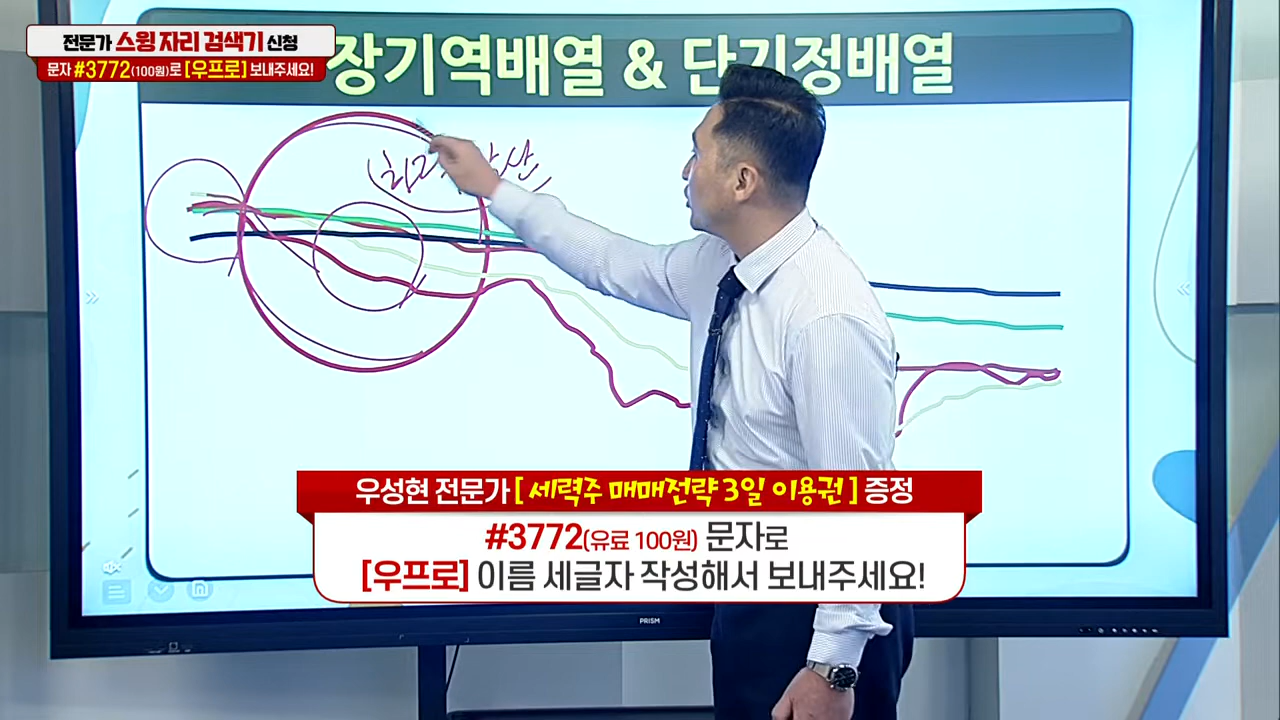 전문가 스윙 자리 검색기 신청
문자 #3772(100원)로 [우프로] 보내주세요!
장기역배열 & 단기정배열
우성현 전문가 [ 세력주 매매전략 3일 이용권 ] 증정
#3772(유료 100원) 문자로
[우프로] 이름 세글자 작성해서 보내주세요!
PRISM